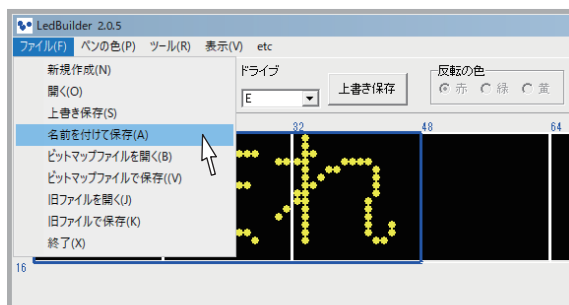 LedBuilder 2.0.5
ファイル(F) ペンの色(P) ツール(R) 表示(V) etc
新規作成(N)
開く(O)
上書き保存(S)
名前を付けて保存(A)
ビットマップファイルを開く(B)
ビットマップファイルで保存((V)
旧ファイルを開く(J)
旧ファイルで保存(K)
終了(X)
ドライブ
E
上書き保存
反転の色
赤 緑 黄
32 48 64
れ
16